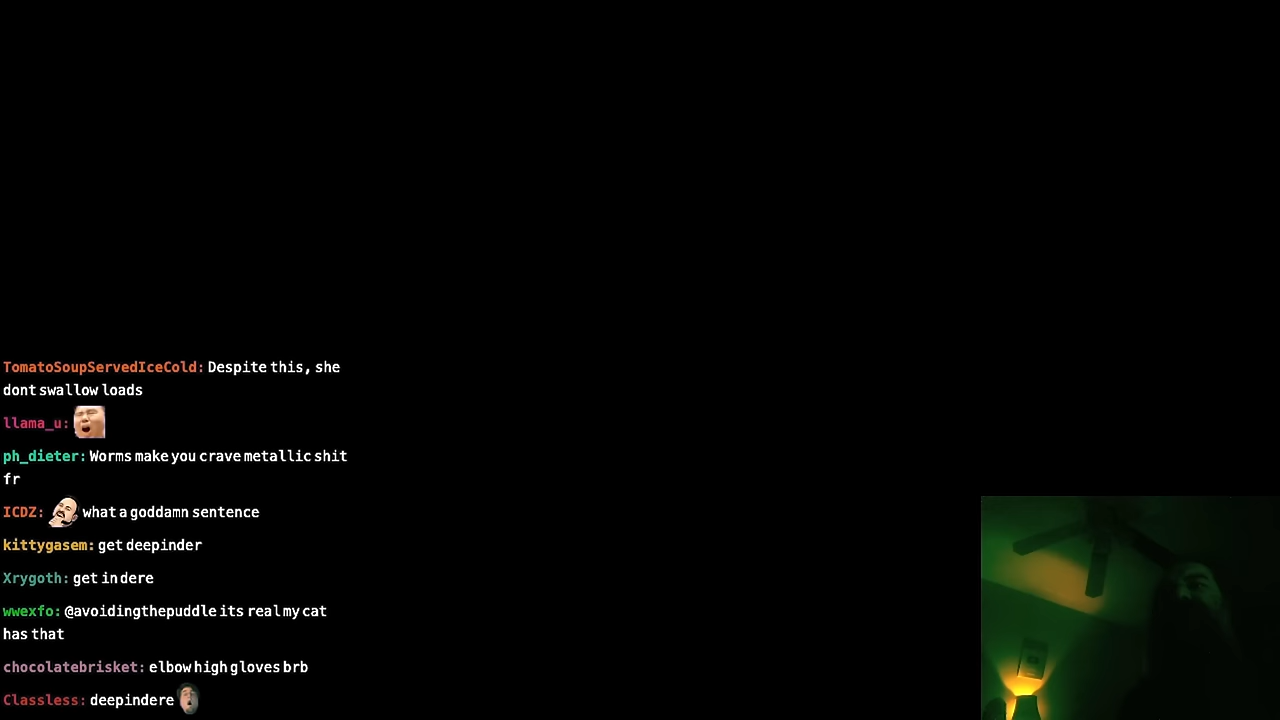 TomatoSoupServedIceCold: Despite this, she
dont swallow loads
llama_u:
ph_dieter: Worms make you crave metallic shit
fr
ICDZ: what a goddamn sentence
kittygasem: get deepinder
Xrygoth: get in dere
wwexfo: @avoidingthepuddle its real my cat
has that
chocolatebrisket: elbow high gloves brb
Classless: deepindere